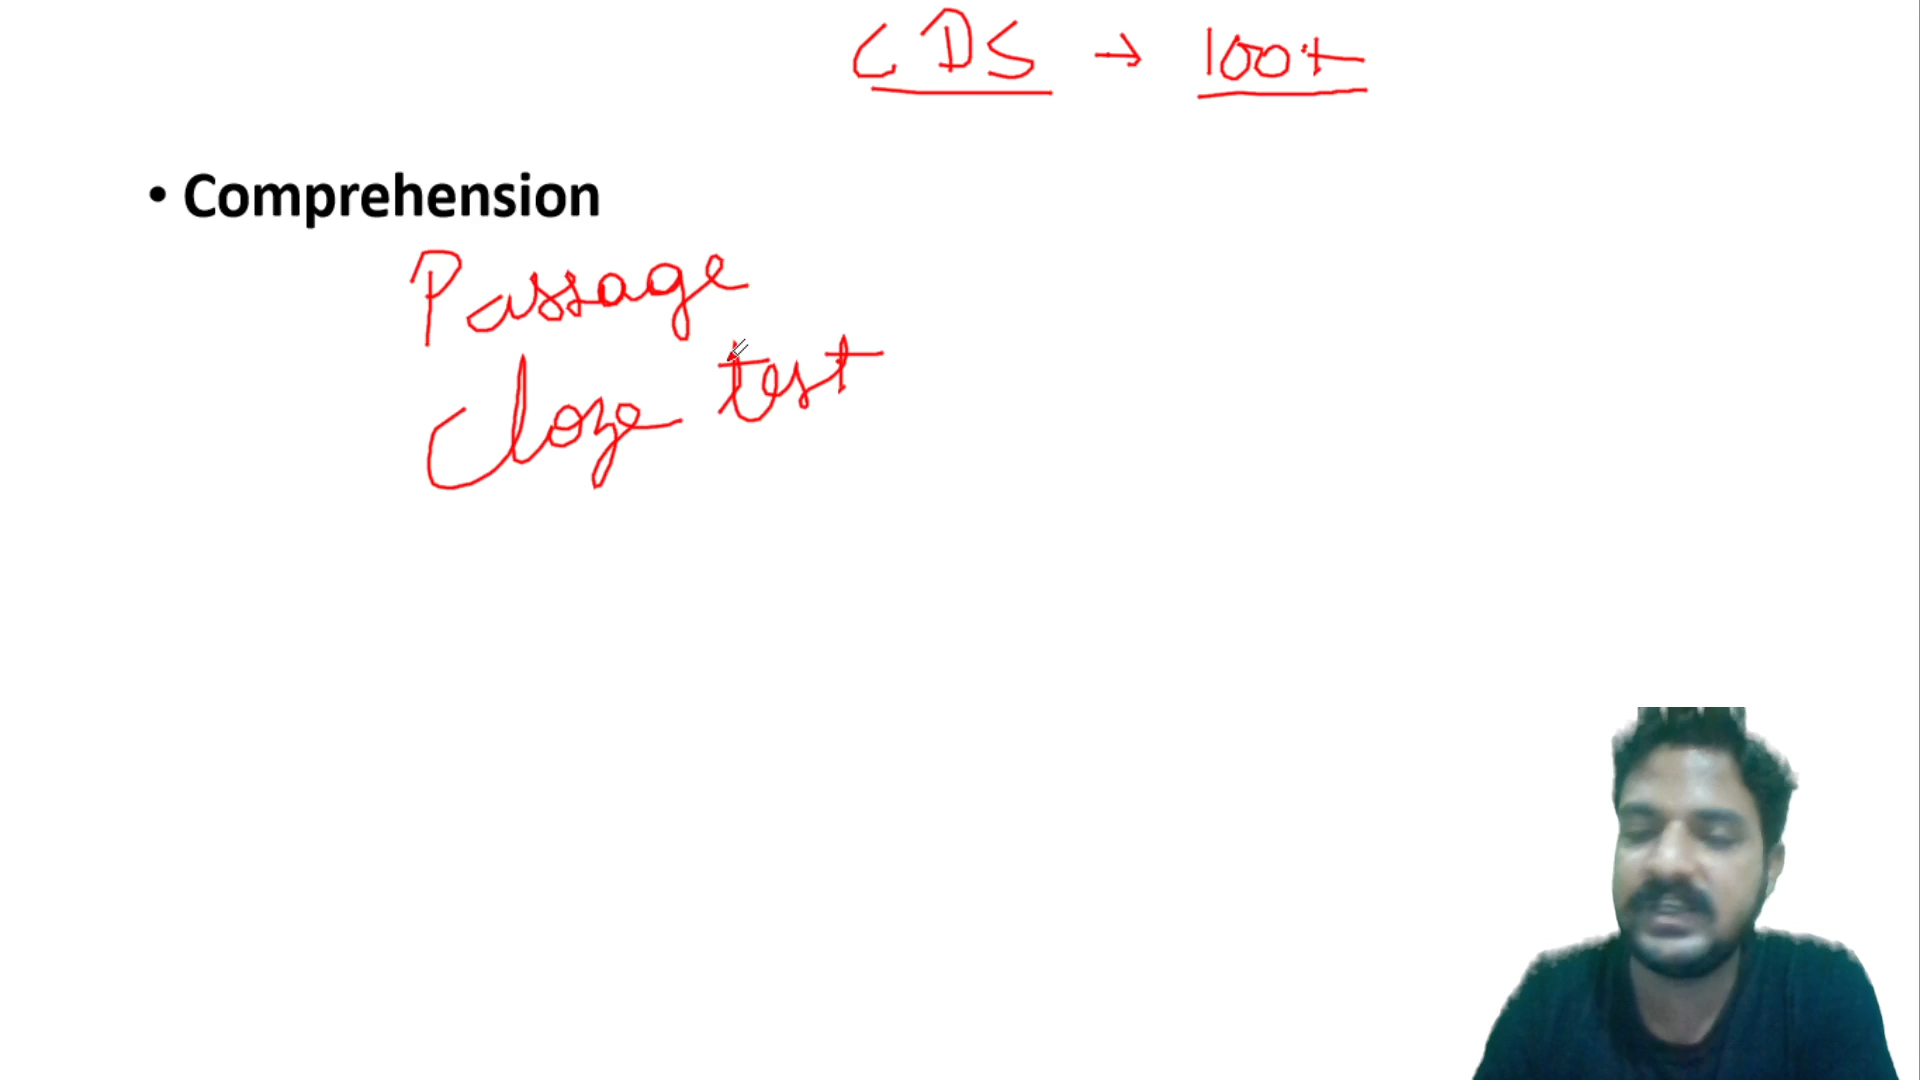 CDS → 100+
• Comprehension
Passage
Cloze test